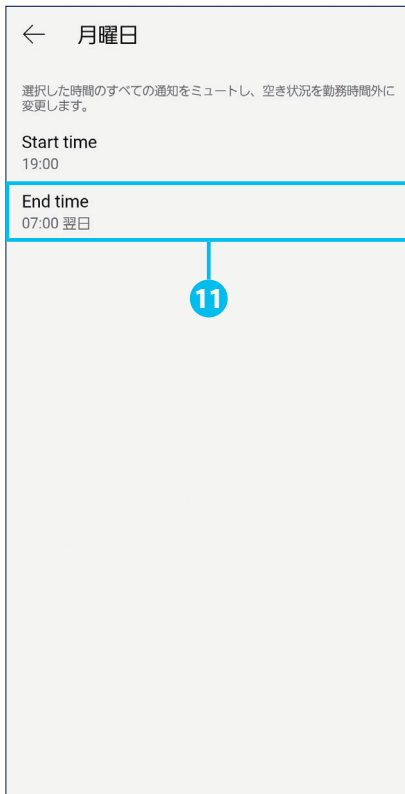 ← 月曜日
選択した時間のすべての通知をミュートし、空き状況を勤務時間外に
変更します。
Start time
19:00
End time
07:00 翌日
11